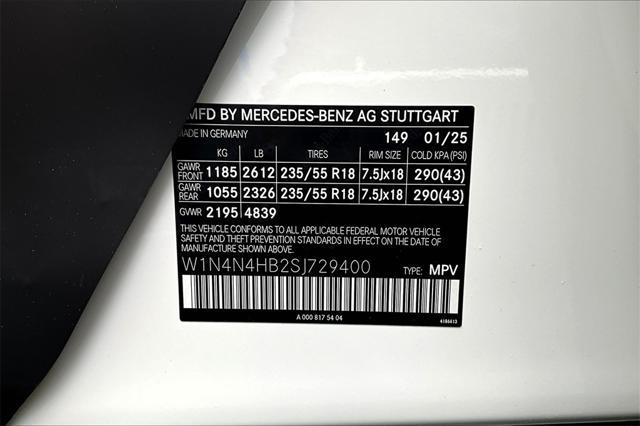 MFD BY MERCEDES-BENZ AG STUTTGART
MADE IN GERMANY 149 01/25
KG LB TIRES RIM SIZE COLD KPA(PSI)
GAWR FRONT 1185 2612 235/55 R18 7.5Jx18 290(43)
GAWR REAR 1055 2326 235/55 R18 7.5Jx18 290(43)
GVWR 2195 4839
THIS VEHICLE CONFORMS TO ALL APPLICABLE FEDERAL MOTOR VEHICLE
SAFETY, BUMPER, AND THEFT PREVENTION STANDARDS IN EFFECT ON THE DATE
OF MANUFACTURE SHOWN ABOVE.
W1N4N4HB2SJ729400 TYPE: MPV
A 000 817 54 04